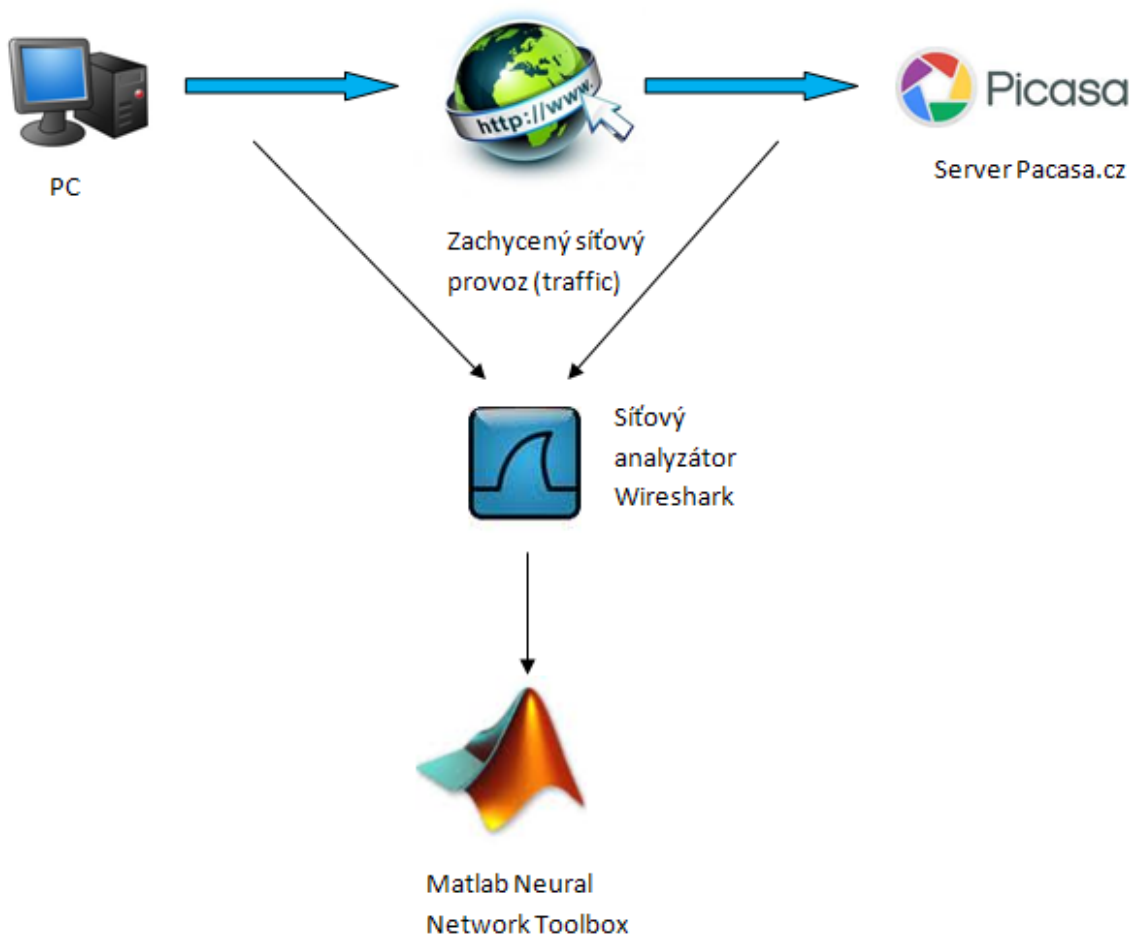 http://www.
Picasa
PC
Server Pacasa.cz
Zachycený síťový
provoz (traffic)
Síťový
analyzátor
Wireshark
Matlab Neural
Network Toolbox